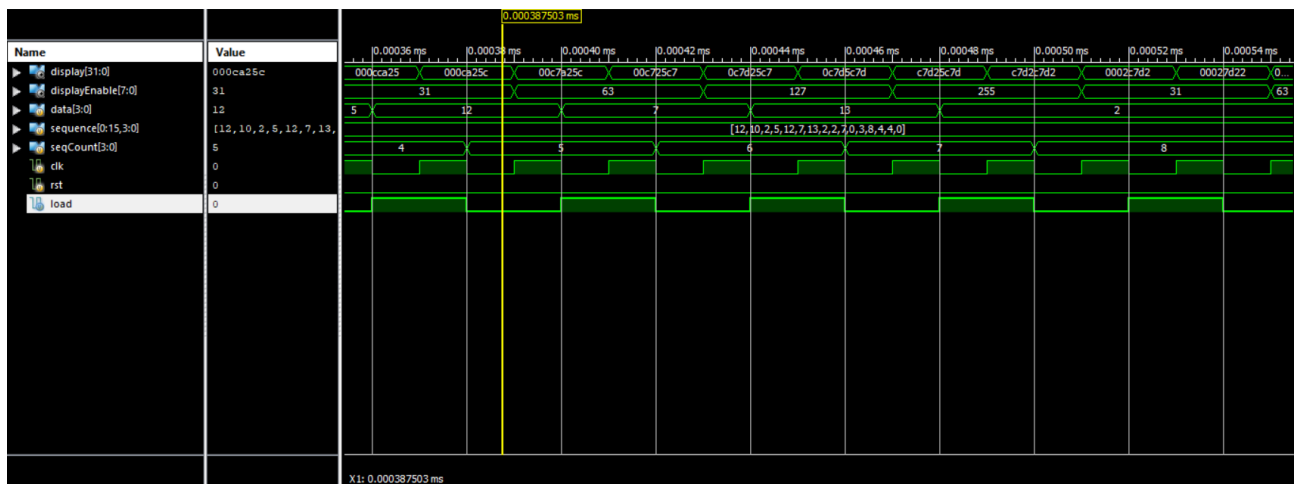 0.000387503 ms
Name Value 0.00036 ms 0.00038 ms 0.00040 ms 0.00042 ms 0.00044 ms 0.00046 ms 0.00048 ms 0.00050 ms 0.00052 ms 0.00054 ms
display[31:0] 000ca25c 000cca25 000ca25c 00c7a25c 00c725c7 0c7d25c7 0c7d5c7d c7d25c7d c7d2c7d2 0002c7d2 00027d22 0...
displayEnable[7:0] 31 31 63 127 255 31 63
data[3:0] 12 5 12 7 13 2
sequence[0:15,3:0] [12,10,2,5,12,7,13, [12,10,2,5,12,7,13,2,2,7,0,3,8,4,4,0]
seqCount[3:0] 5 4 5 6 7 8
clk 0
rst 0
load 0
X1: 0.000387503 ms